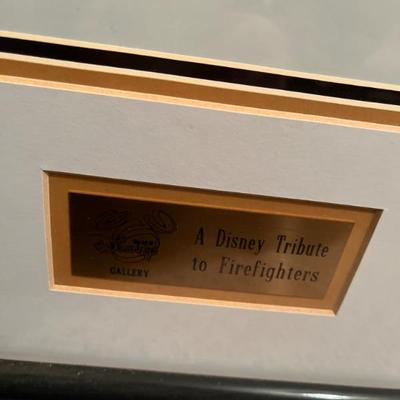 GALLERY
A Disney Tribute
to Firefighters